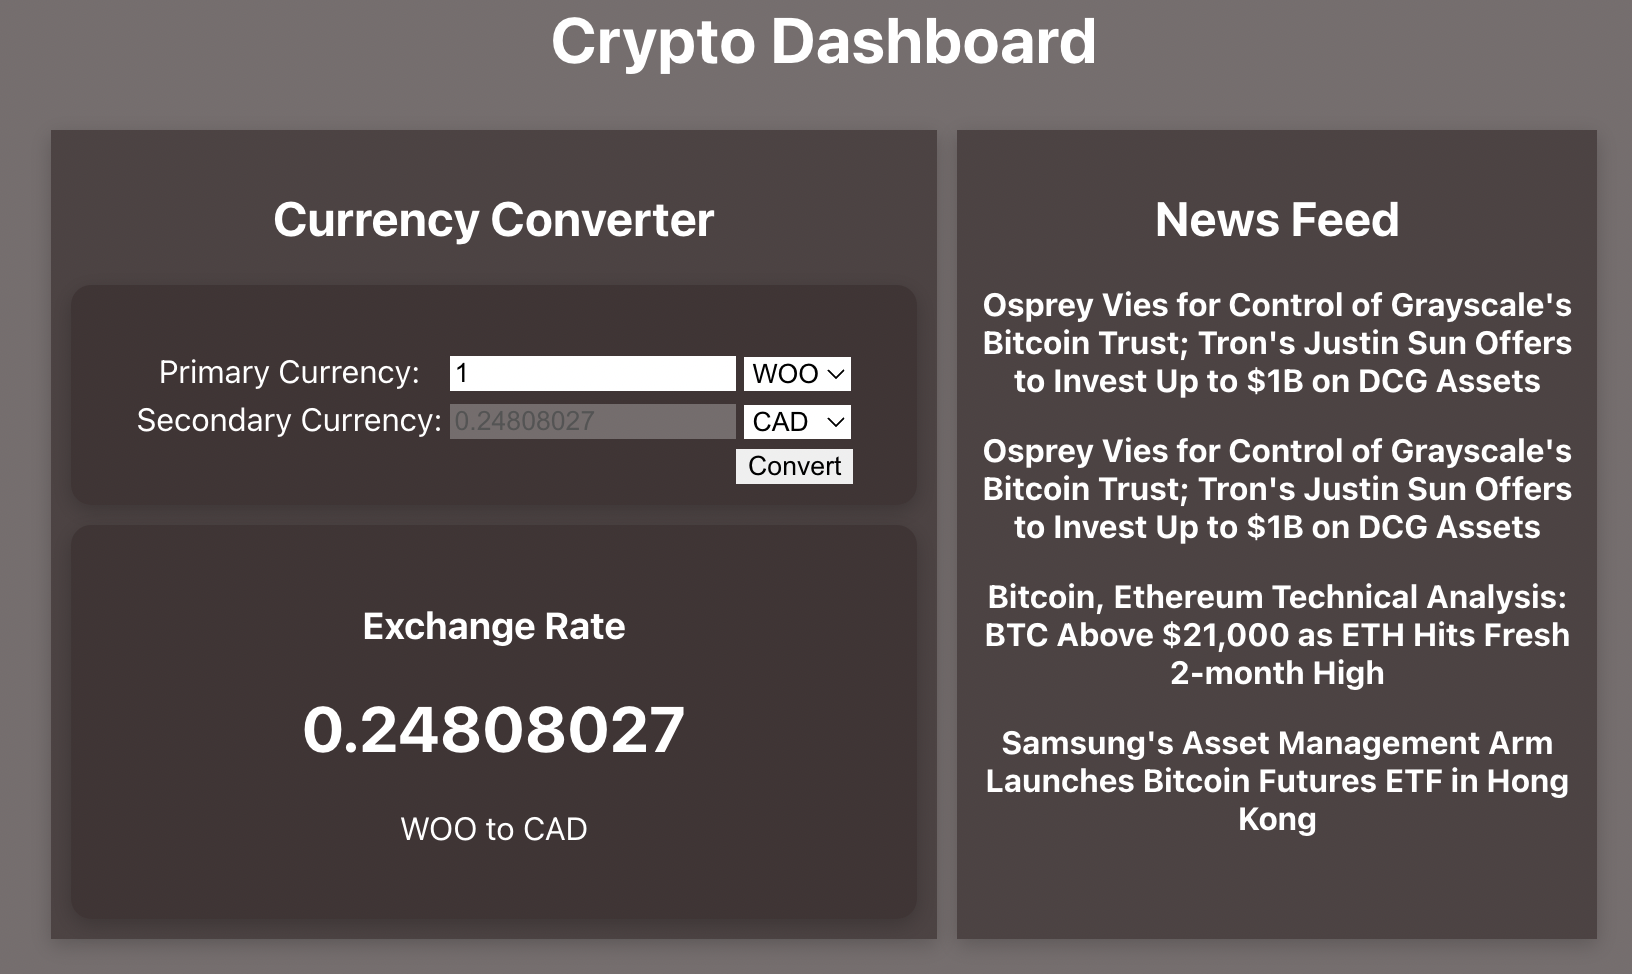 Crypto Dashboard
Currency Converter
Primary Currency: 1 WOO
Secondary Currency: 0.24808027 CAD
Convert
Exchange Rate
0.24808027
WOO to CAD
News Feed
Osprey Vies for Control of Grayscale's
Bitcoin Trust; Tron's Justin Sun Offers
to Invest Up to $1B on DCG Assets
Osprey Vies for Control of Grayscale's
Bitcoin Trust; Tron's Justin Sun Offers
to Invest Up to $1B on DCG Assets
Bitcoin, Ethereum Technical Analysis:
BTC Above $21,000 as ETH Hits Fresh
2-month High
Samsung's Asset Management Arm
Launches Bitcoin Futures ETF in Hong
Kong